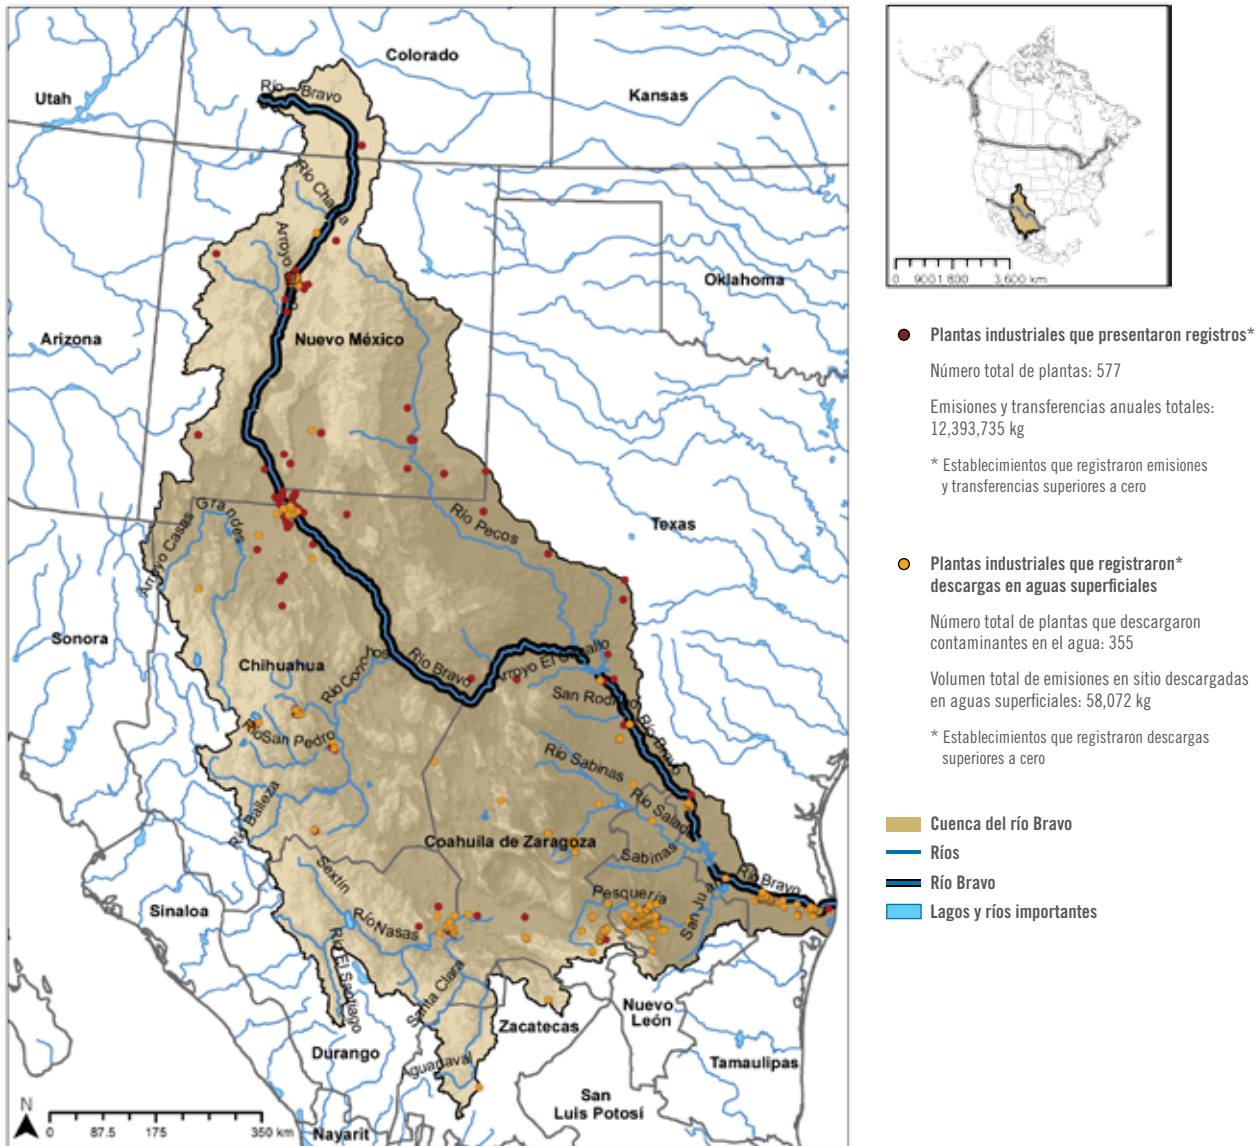 Colorado
Utah
Kansas
Río Bravo
Río Chama
Arroyo
Oklahoma
Arizona
Nuevo México
Río Pecos
Texas
Arroyo Casas Grandes
Sonora
Chihuahua
Río Conchos
Río Bravo
Arroyo El Caballo
San Rodrigo
Río Bravo
Río San Pedro
Río Sabinas
Río Salado
Río Balleza
Coahuila de Zaragoza
Sabinas
Sextín
Pesquería
Río Bravo
San Juan
Sinaloa
Río Nasas
Río El Santiago
Santa Clara
Zacatecas
Nuevo
León
Durango
Aguanaval
Tamaulipas
San
Luis Potosí
Nayarit
N
0 87.5 175 350 km
0 900 1.800 3,600 km
Plantas industriales que presentaron registros*
Número total de plantas: 577
Emisiones y transferencias anuales totales:
12,393,735 kg
* Establecimientos que registraron emisiones
y transferencias superiores a cero
Plantas industriales que registraron*
descargas en aguas superficiales
Número total de plantas que descargaron
contaminantes en el agua: 355
Volumen total de emisiones en sitio descargadas
en aguas superficiales: 58,072 kg
* Establecimientos que registraron descargas
superiores a cero
Cuenca del río Bravo
Ríos
Río Bravo
Lagos y ríos importantes